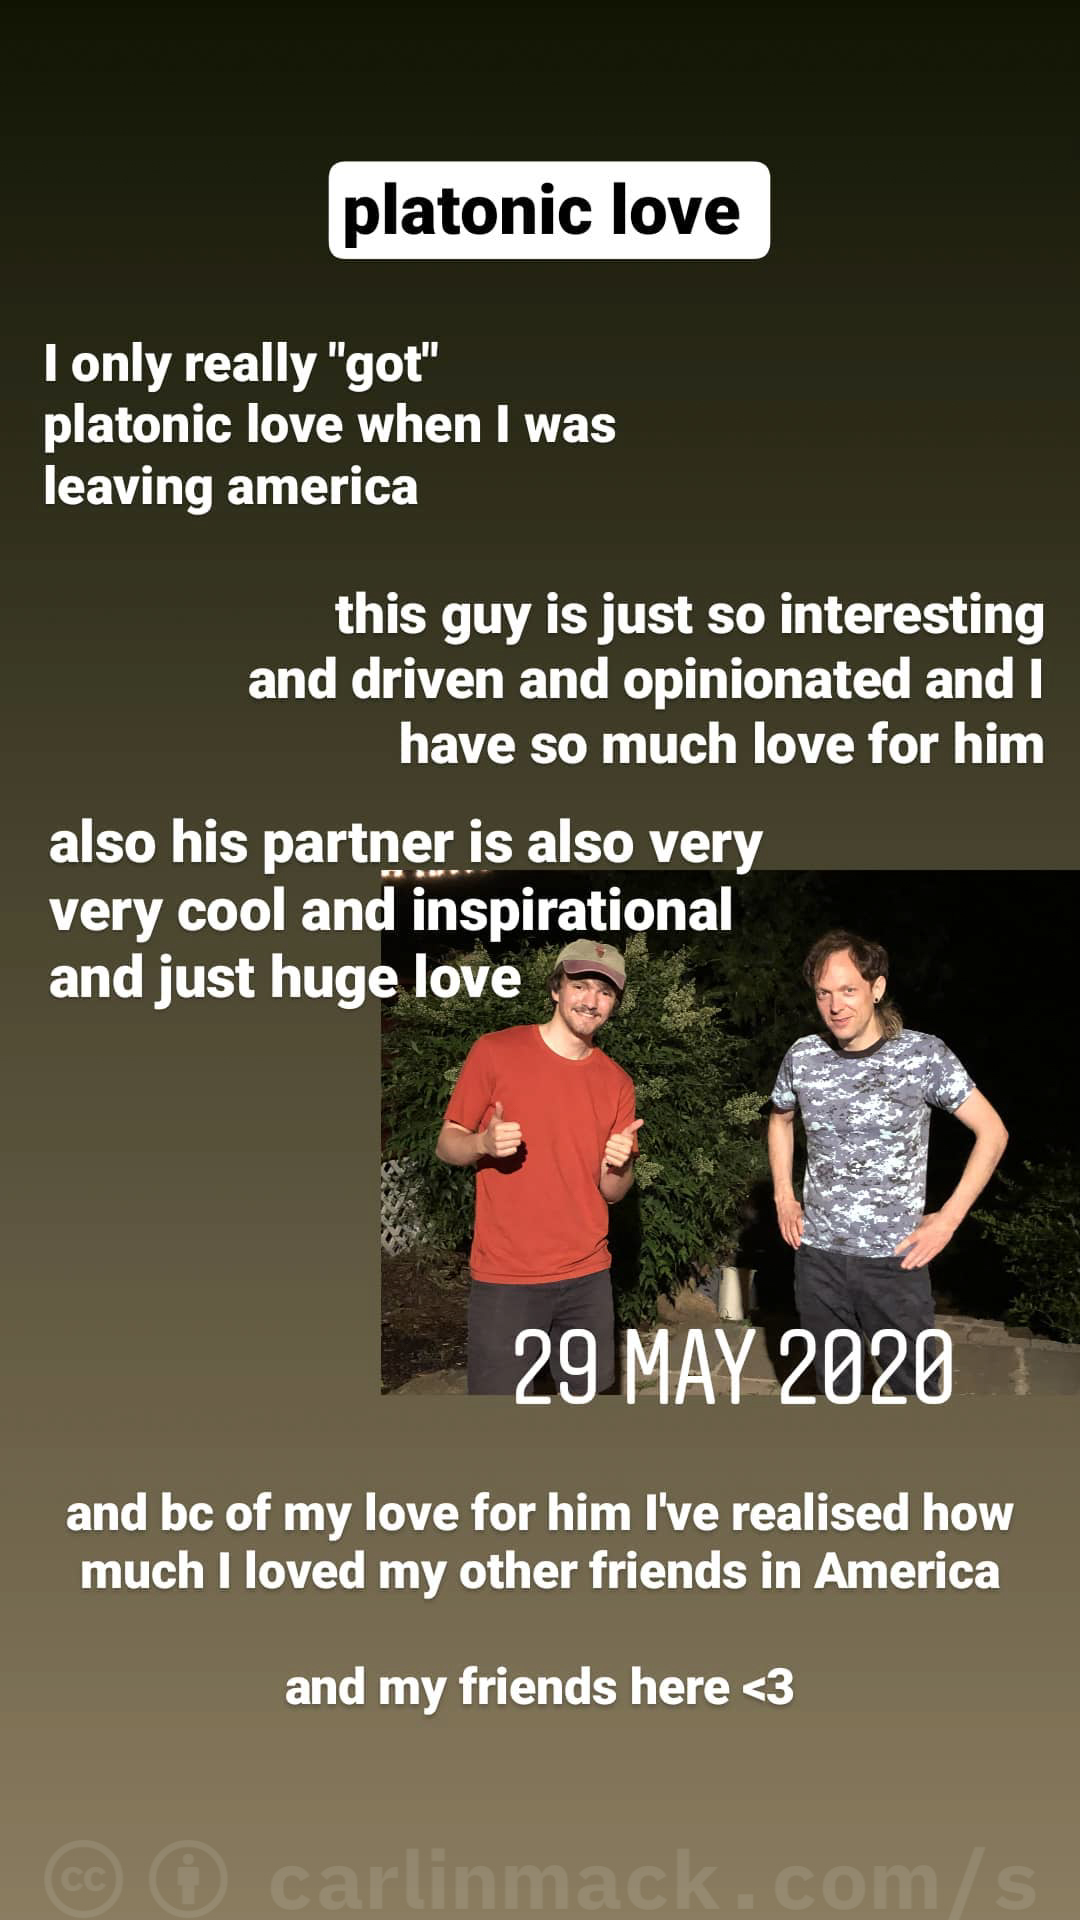 platonic love
I only really "got"
platonic love when I was
leaving america
this guy is just so interesting
and driven and opinionated and I
have so much love for him
also his partner is also very
very cool and inspirational
and just huge love
29 MAY 2020
and bc of my love for him I've realised how
much I loved my other friends in America
and my friends here <3
cc carlinmack.com/s